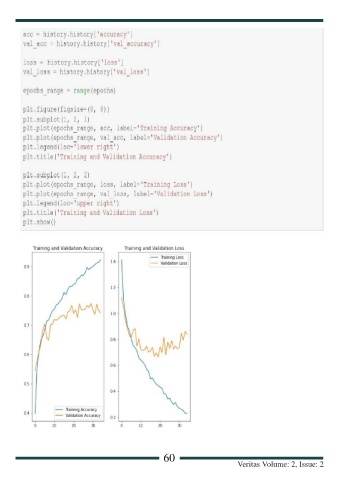 acc = history.history['accuracy']
val_acc = history.history['val_accuracy']
loss = history.history['loss']
val_loss = history.history['val_loss']
epochs_range = range(epochs)
plt.figure(figsize=(8, 8))
plt.subplot(1, 2, 1)
plt.plot(epochs_range, acc, label='Training Accuracy')
plt.plot(epochs_range, val_acc, label='Validation Accuracy')
plt.legend(loc='lower right')
plt.title('Training and Validation Accuracy')
plt.subplot(1, 2, 2)
plt.plot(epochs_range, loss, label='Training Loss')
plt.plot(epochs_range, val_loss, label='Validation Loss')
plt.legend(loc='upper right')
plt.title('Training and Validation Loss')
plt.show()
Training and Validation Accuracy
0.9
0.8
0.7
0.6
0.5
0.4
Training Accuracy
Validation Accuracy
0 10 20 30
Training and Validation Loss
Training Loss
Validation Loss
1.4
1.2
1.0
0.8
0.6
0.4
0.2
0 10 20 30
60
Veritas Volume: 2, Issue: 2